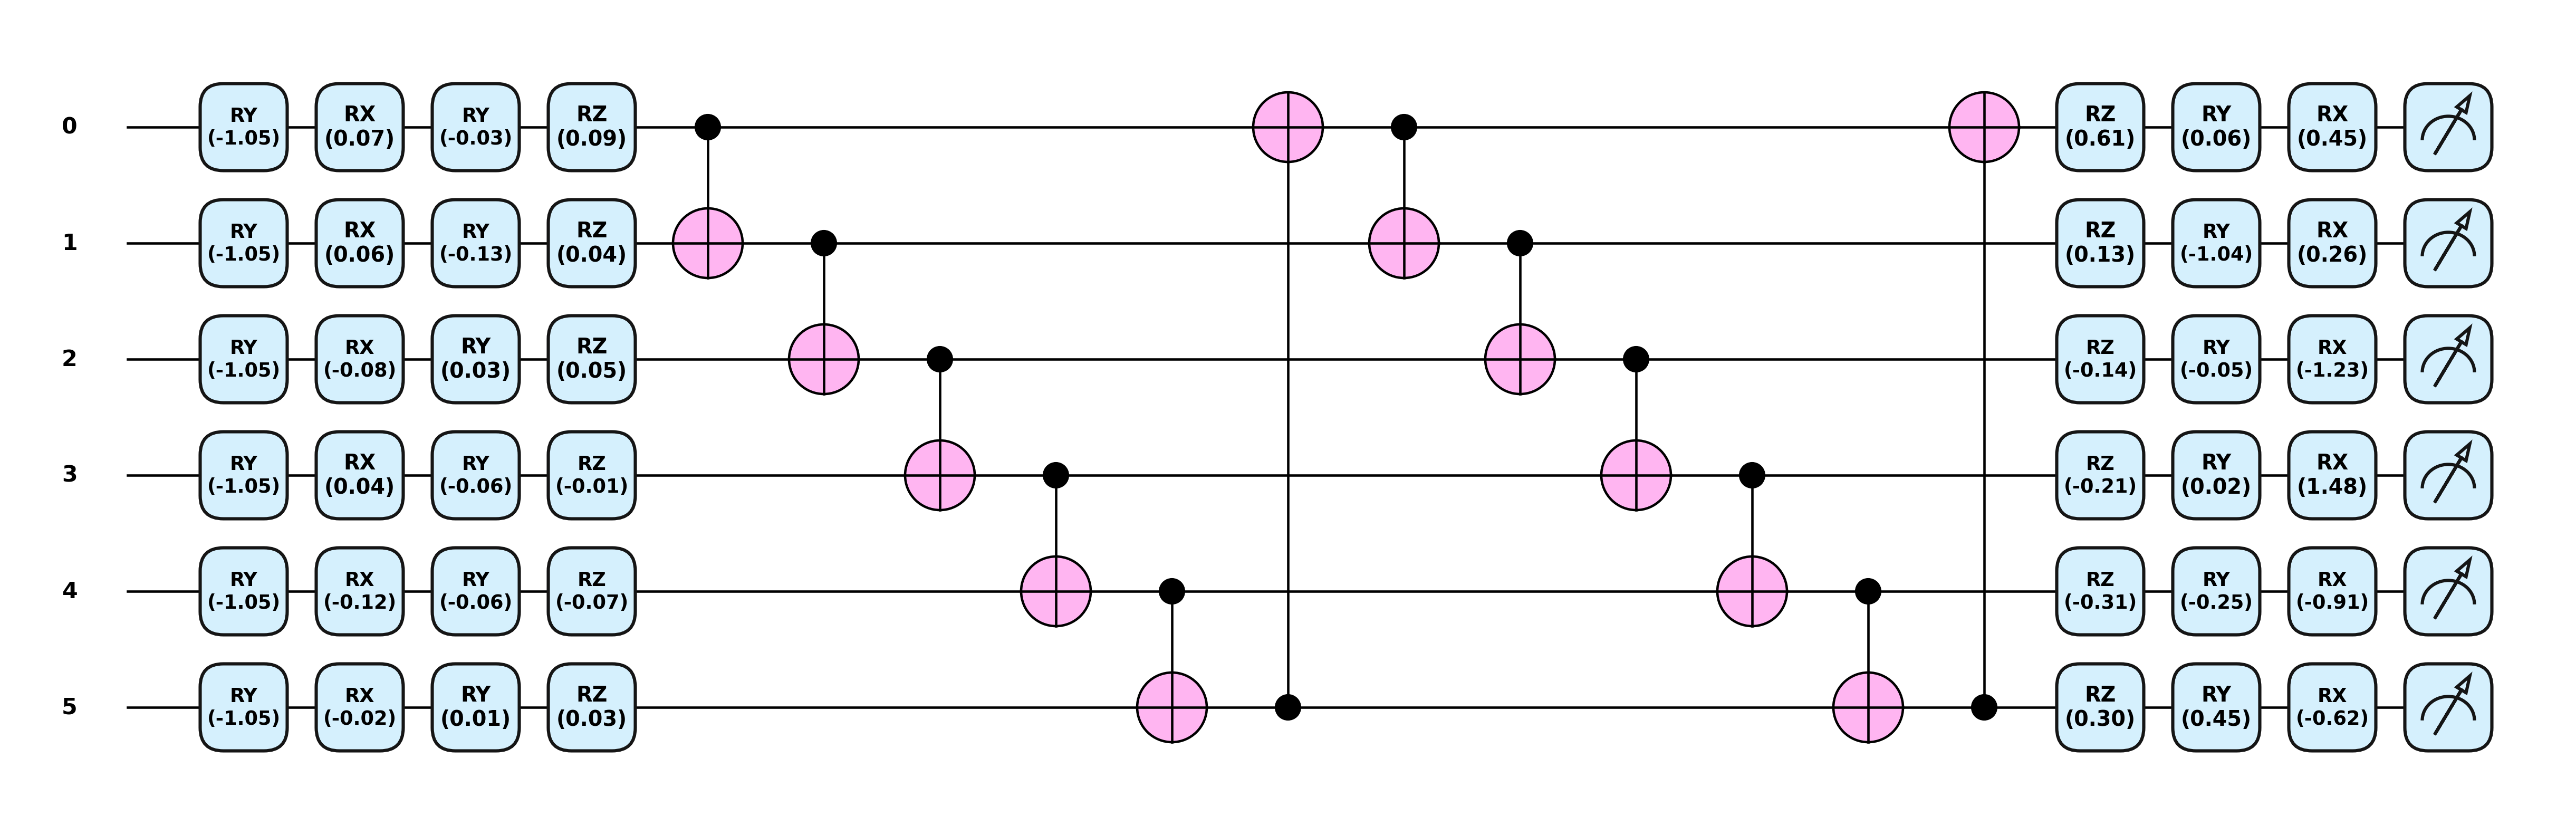 0 RY RX RY RZ RZ RY RX
(-1.05) (0.07) (-0.03) (0.09) (0.61) (0.06) (0.45)
1 RY RX RY RZ RZ RY RX
(-1.05) (0.06) (-0.13) (0.04) (0.13) (-1.04) (0.26)
2 RY RX RY RZ RZ RY RX
(-1.05) (-0.08) (0.03) (0.05) (-0.14) (-0.05) (-1.23)
3 RY RX RY RZ RZ RY RX
(-1.05) (0.04) (-0.06) (-0.01) (-0.21) (0.02) (1.48)
4 RY RX RY RZ RZ RY RX
(-1.05) (-0.12) (-0.06) (-0.07) (-0.31) (-0.25) (-0.91)
5 RY RX RY RZ RZ RY RX
(-1.05) (-0.02) (0.01) (0.03) (0.30) (0.45) (-0.62)